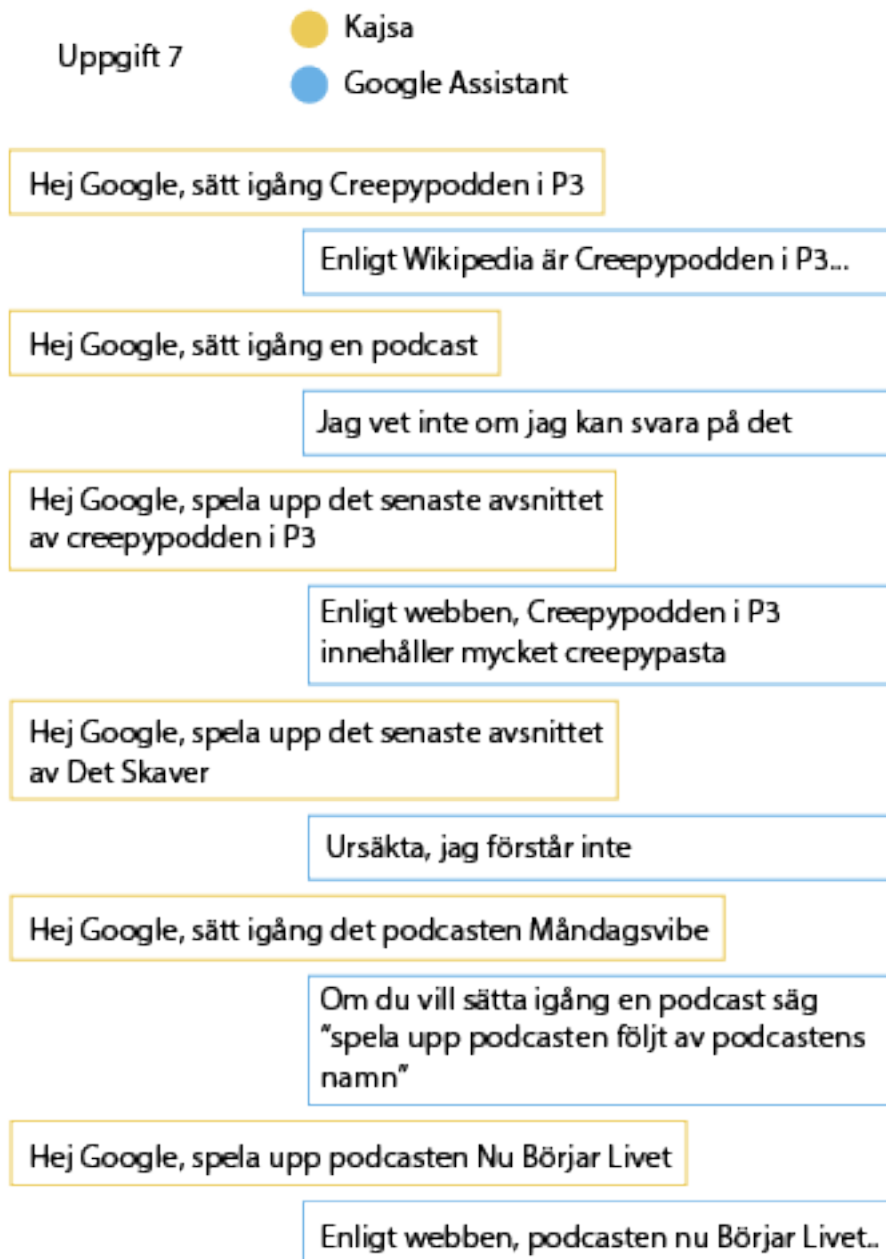 Uppgift 7
Kajsa
Google Assistant
Hej Google, sätt igång Creepypodden i P3
Enligt Wikipedia är Creepypodden i P3...
Hej Google, sätt igång en podcast
Jag vet inte om jag kan svara på det
Hej Google, spela upp det senaste avsnittet
av creepypodden i P3
Enligt webben, Creepypodden i P3
innehåller mycket creepypasta
Hej Google, spela upp det senaste avsnittet
av Det Skaver
Ursäkta, jag förstår inte
Hej Google, sätt igång det podcasten Måndagsvibe
Om du vill sätta igång en podcast säg
"spela upp podcasten följt av podcastens
namn"
Hej Google, spela upp podcasten Nu Börjar Livet
Enligt webben, podcasten nu Börjar Livet..